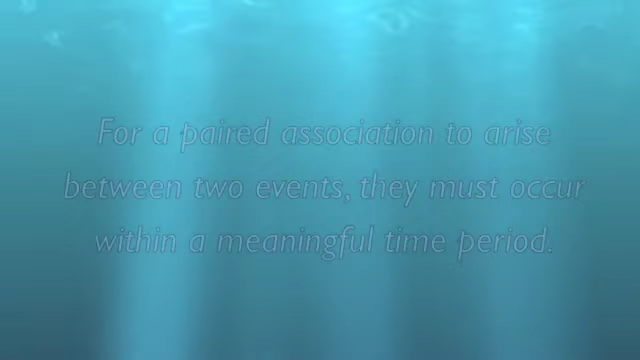 For a paired association to arise
between two events, they must occur
within a meaningful time period.